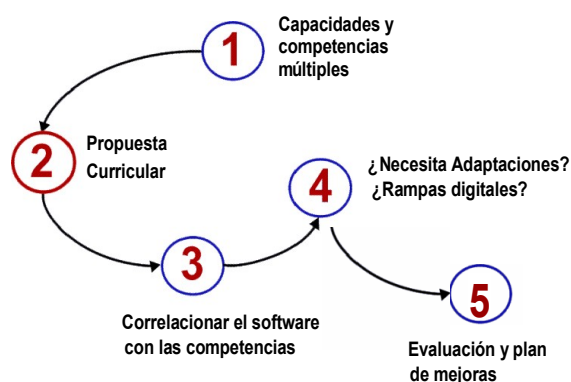 1
Capacidades y
competencias
múltiples
2
Propuesta
Curricular
3
Correlacionar el software
con las competencias
4
¿Necesita Adaptaciones?
¿Rampas digitales?
5
Evaluación y plan
de mejoras